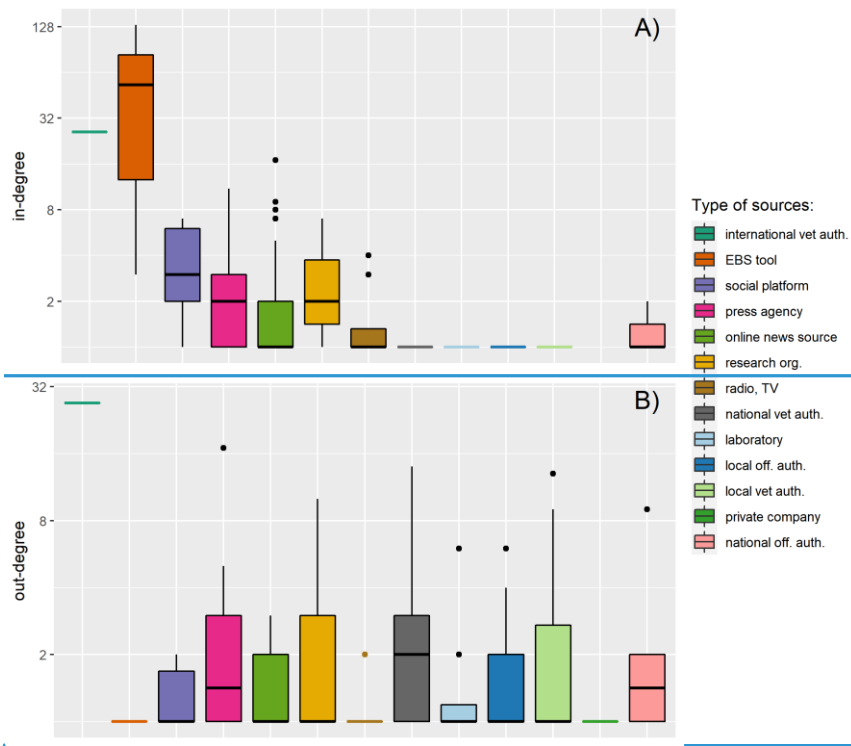 A)
128
32
8
2
in-degree
B)
32
8
2
out-degree
Type of sources:
international vet auth.
EBS tool
social platform
press agency
online news source
research org.
radio, TV
national vet auth.
laboratory
local off. auth.
local vet auth.
private company
national off. auth.